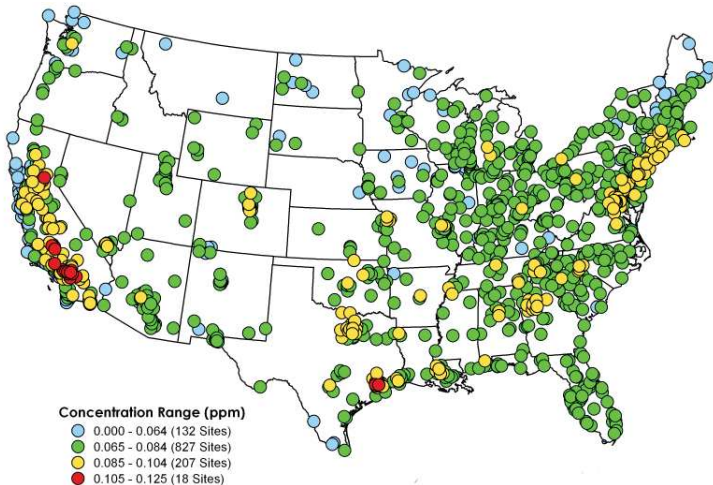 Concentration Range (ppm)
0.000 - 0.064 (132 Sites)
0.065 - 0.084 (827 Sites)
0.085 - 0.104 (207 Sites)
0.105 - 0.125 (18 Sites)